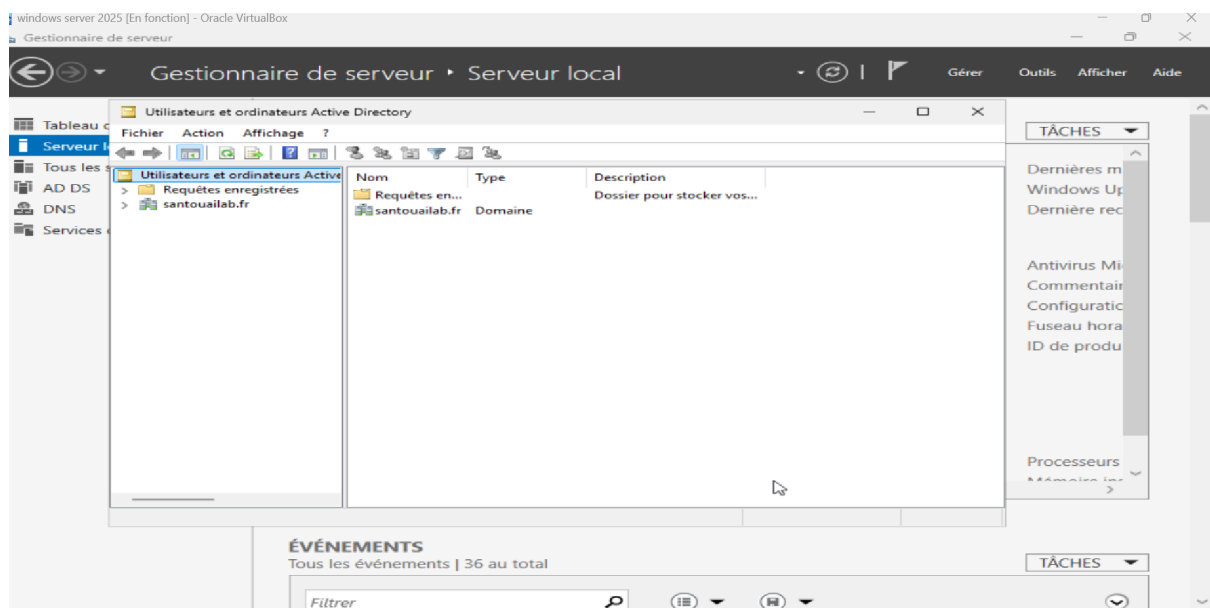 windows server 2025 [En fonction] - Oracle VirtualBox
Gestionnaire de serveur
Gestionnaire de serveur • Serveur local
Gérer Outils Afficher Aide
Tableau
Serveur
Tous les
AD DS
DNS
Services
Utilisateurs et ordinateurs Active Directory
Fichier Action Affichage ?
Utilisateurs et ordinateurs Active
Requêtes enregistrées
santouailab.fr
Nom Type Description
Requêtes en... Dossier pour stocker vos...
santouailab.fr Domaine
TÂCHES
Dernières m
Windows Up
Dernière rec
Antivirus Mi
Commentair
Configuratic
Fuseau hora
ID de produ
Processeurs
ÉVÉNEMENTS
Tous les événements | 36 au total
TÂCHES
Filtrer